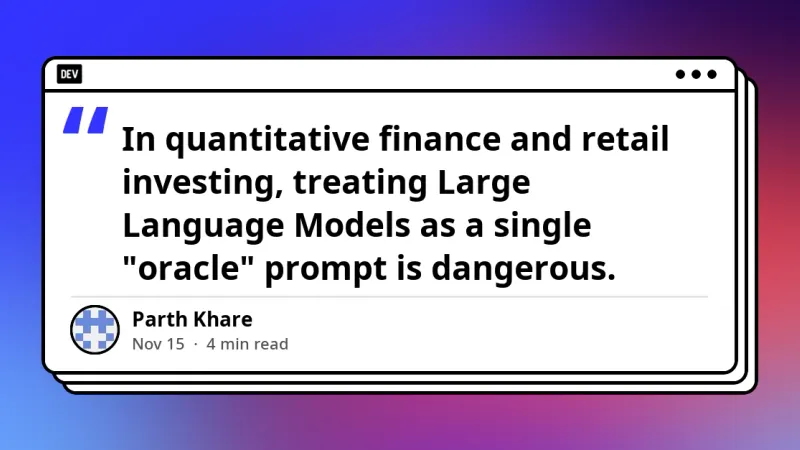 DEV
In quantitative finance and retail
investing, treating Large
Language Models as a single
"oracle" prompt is dangerous.
Parth Khare
Nov 15 · 4 min read